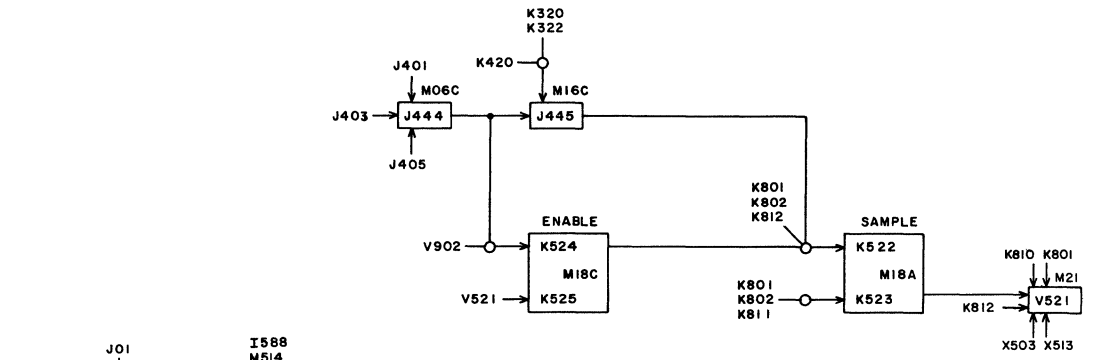 K320
K322
K420
J401
M06C
M16C
J403
J444
J445
J405
K801
K802
K812
ENABLE
SAMPLE
V902
K524
K522
K810 K801
M18C
M18A
M21
K801
V521
K525
K802
K523
V521
K812
K811
X503 X513
J01
I588
M514